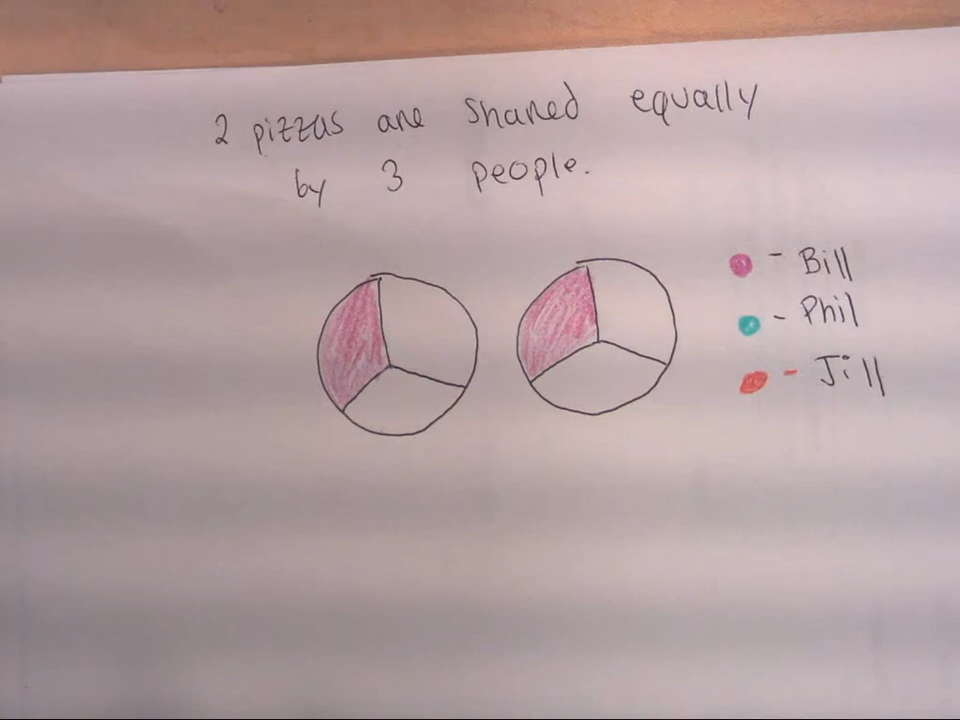 2 pizzas are shared equally
by 3 people.
- Bill
- Phil
- Jill